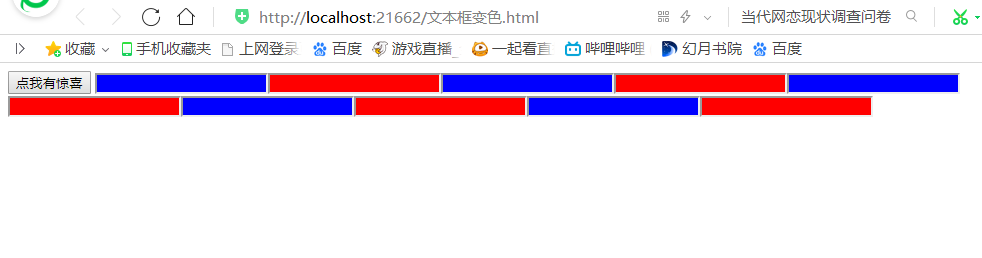 http://localhost:21662/文本框变色.html 当代网恋现状调查问卷
收藏 手机收藏夹 上网登录 百度 游戏直播 一起看直 哔哩哔哩 幻月书院 百度
点我有惊喜